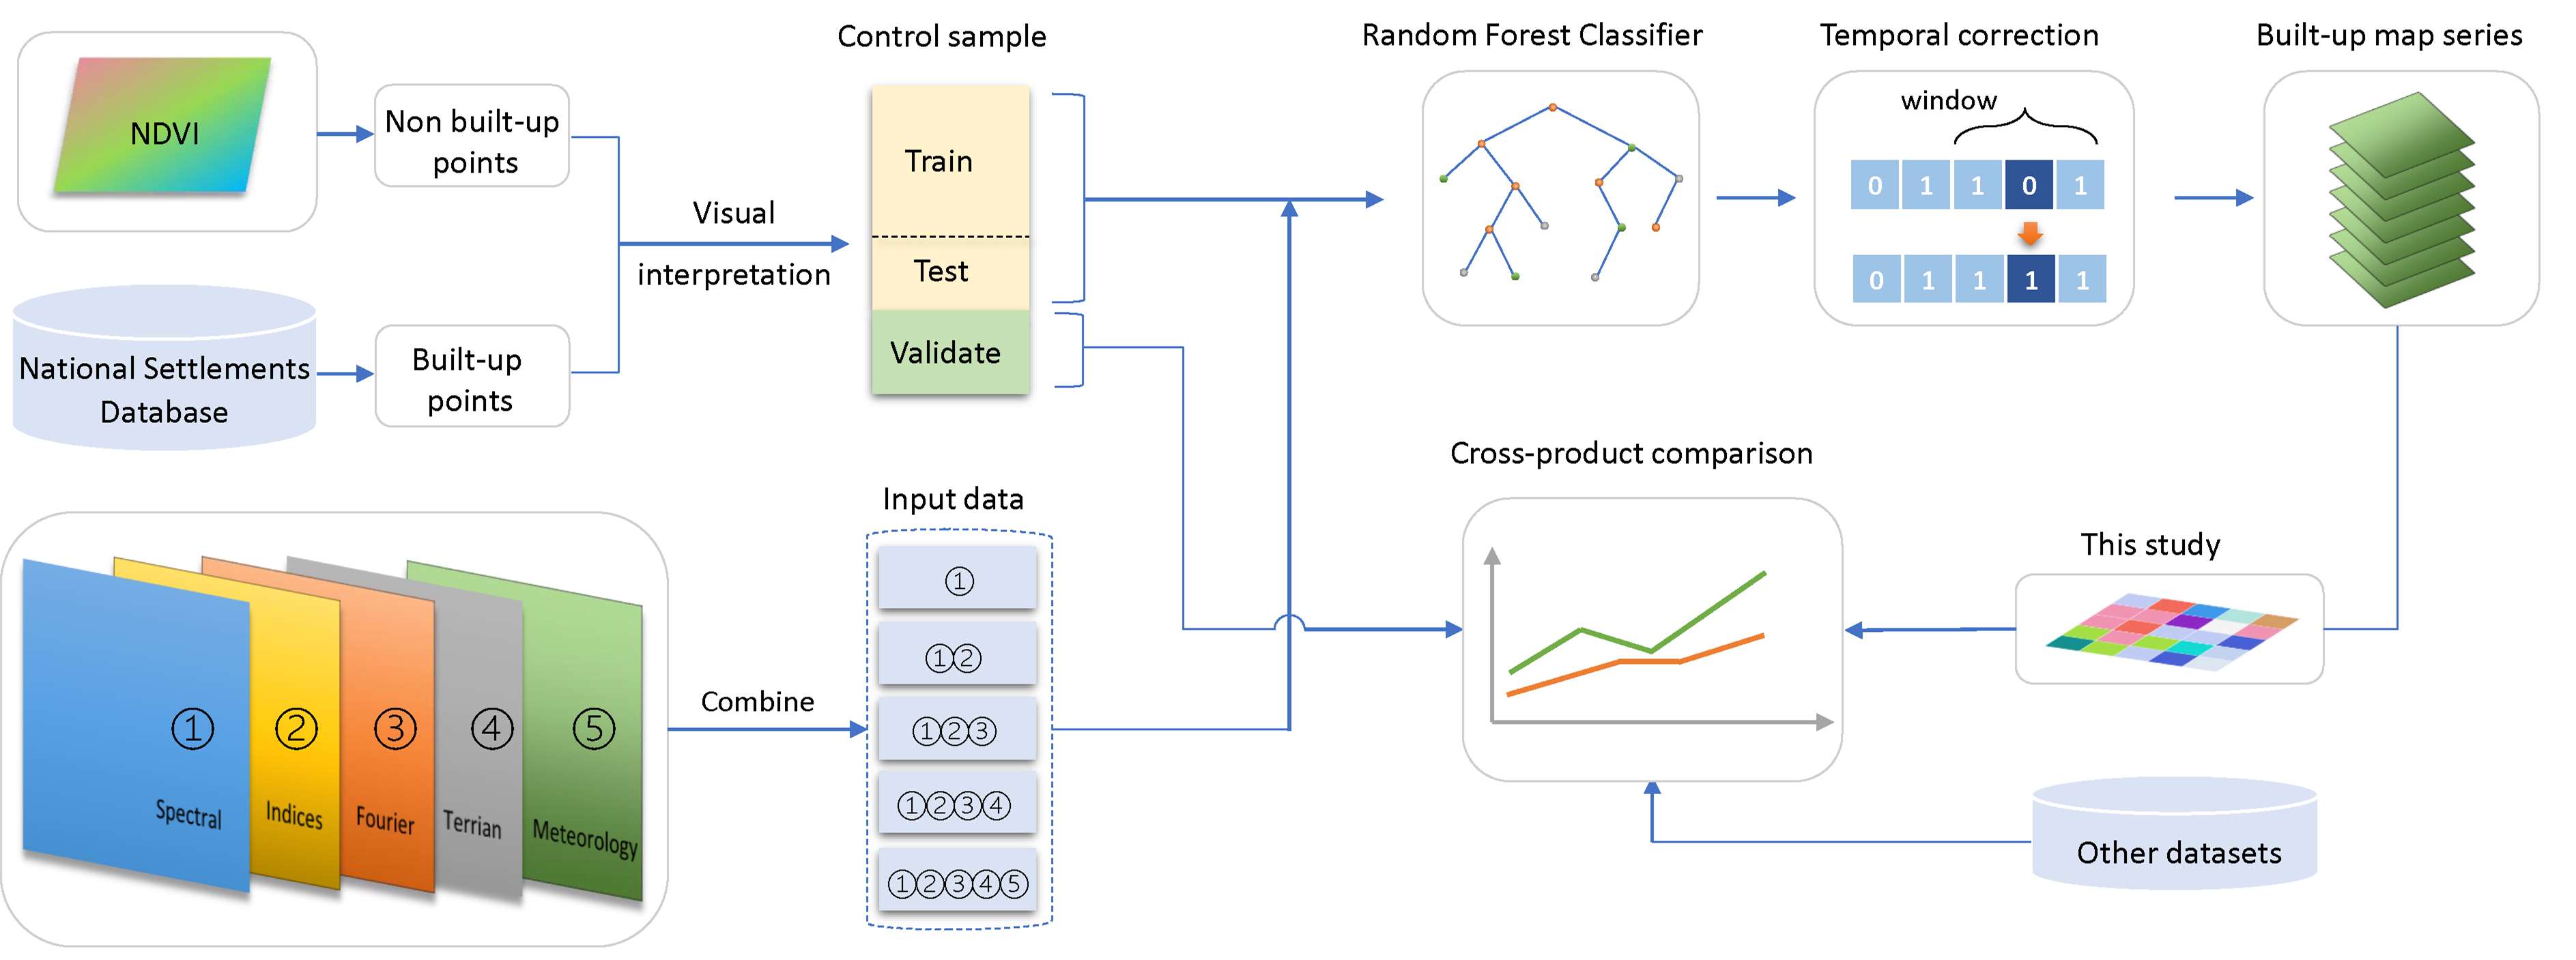 NDVI
Non built-up
points
National Settlements
Database
Built-up
points
Visual
interpretation
Control sample
Train
Test
Validate
Random Forest Classifier
Temporal correction
window
0 1 1 0 1
0 1 1 1 1
Built-up map series
① Spectral
② Indices
③ Fourier
④ Terrian
⑤ Meteorology
Combine
Input data
①
①②
①②③
①②③④
①②③④⑤
Cross-product comparison
This study
Other datasets